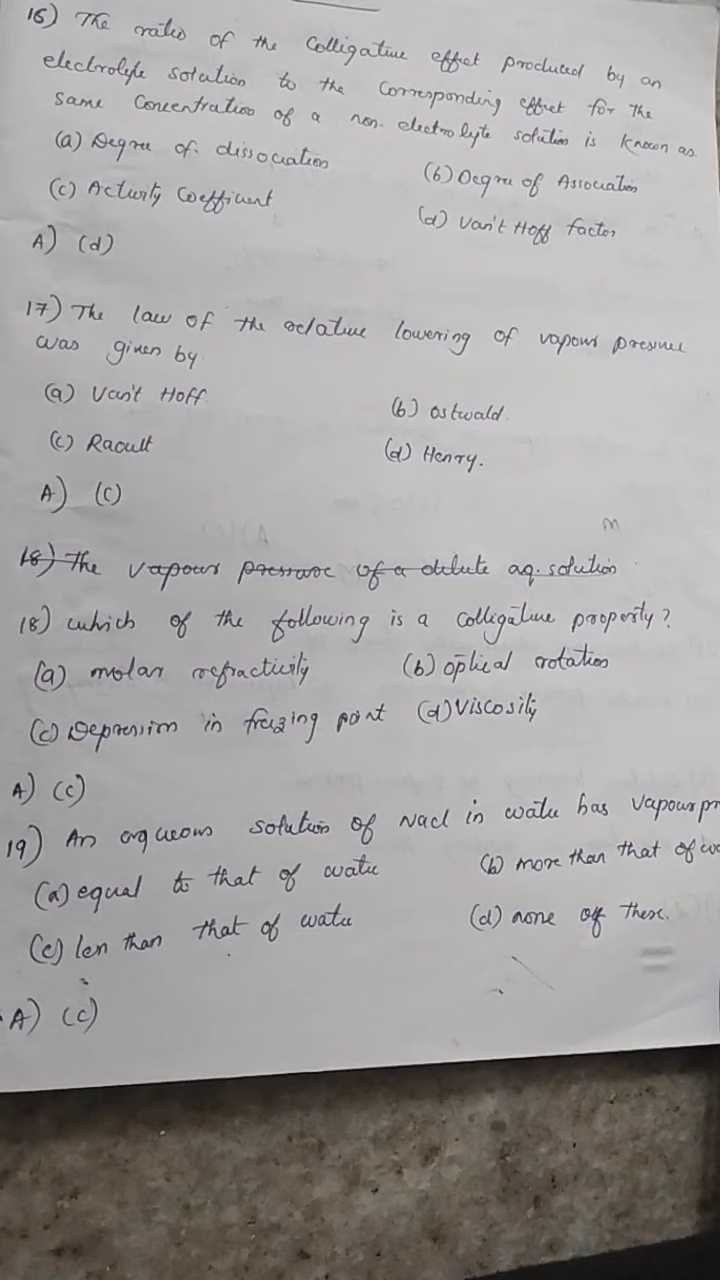 16) The ratio of the Colligative effect produced by an
electrolyte solution to the corresponding effect for the
same concentration of a non-electrolyte solution is known as.
(a) Degree of dissociation (b) Degree of Association
(c) Activity Coefficient (d) Van't Hoff factor
A) (d)
17) The law of the relative lowering of vapour pressure
was given by
(a) Van't Hoff (b) ostwald.
(c) Raoult (d) Henry.
A) (c)
18) The vapour pressure of a dilute aq. solution
18) which of the following is a colligative property?
(a) molar refractivity (b) optical rotation
(c) Depression in freezing point (d) Viscosity
A) (c)
19) An aqueous solution of Nacl in water has vapour pr
(a) equal to that of water (b) more than that of wa
(c) less than that of water (d) none of these.
A) (c)